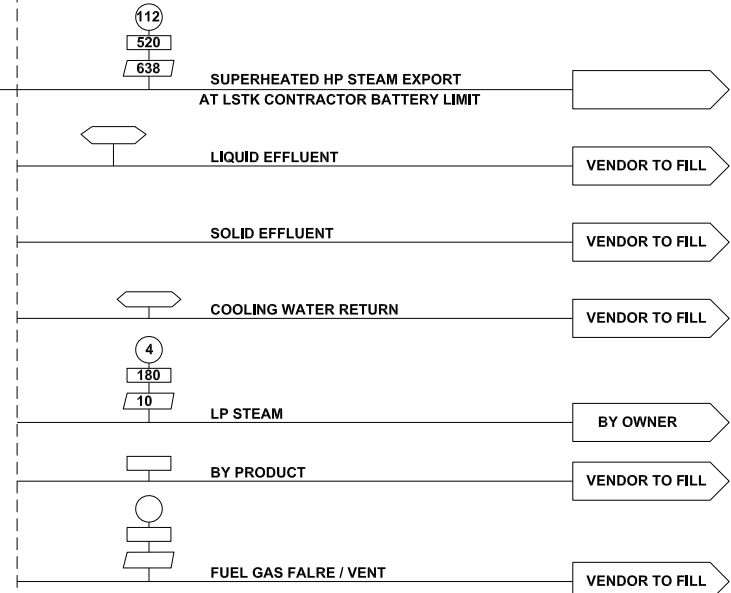 112
520
638
SUPERHEATED HP STEAM EXPORT
AT LSTK CONTRACTOR BATTERY LIMIT
LIQUID EFFLUENT
VENDOR TO FILL
SOLID EFFLUENT
VENDOR TO FILL
COOLING WATER RETURN
VENDOR TO FILL
4
180
10
LP STEAM
BY OWNER
BY PRODUCT
VENDOR TO FILL
FUEL GAS FALRE / VENT
VENDOR TO FILL